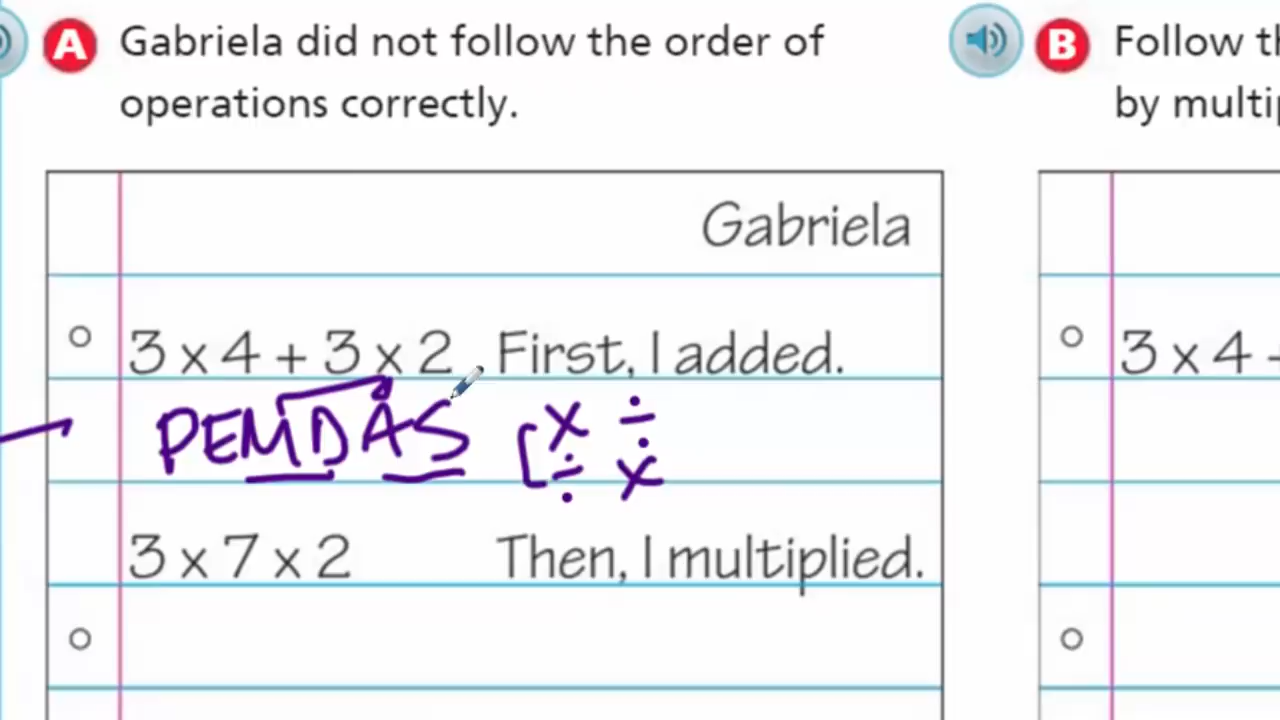 A Gabriela did not follow the order of
operations correctly.
Gabriela
3 x 4 + 3 x 2 First, I added.
PEMDAS [x ÷
÷ x
3 x 7 x 2 Then, I multiplied.
B Follow th
by multip
3 x 4 +